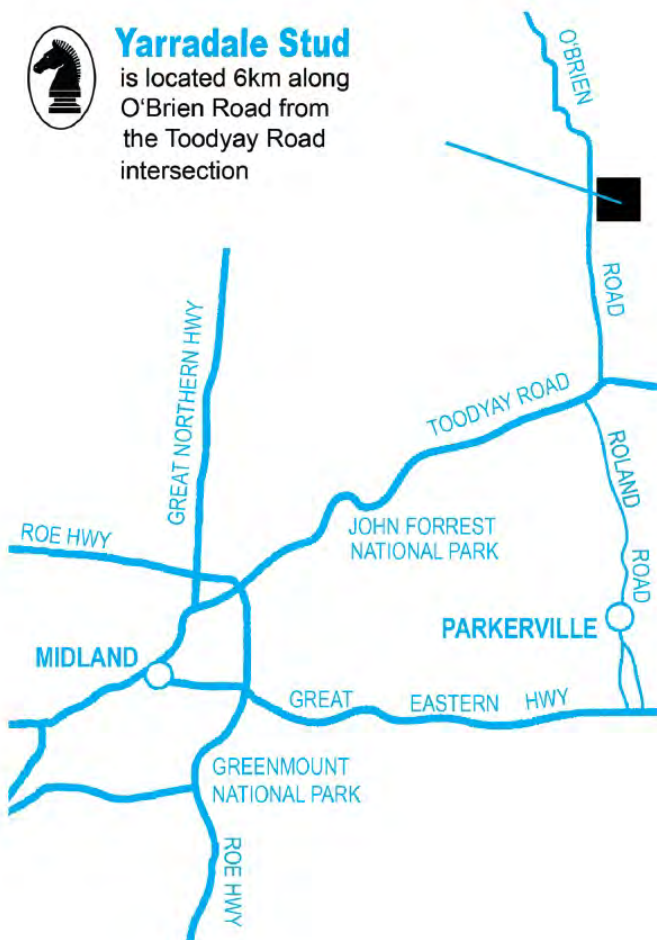 Yarradale Stud
is located 6km along
O'Brien Road from
the Toodyay Road
intersection
O'BRIEN
ROAD
GREAT NORTHERN HWY
TOODYAY ROAD
ROLAND
ROAD
ROE HWY
JOHN FORREST
NATIONAL PARK
PARKERVILLE
MIDLAND
GREAT EASTERN HWY
GREENMOUNT
NATIONAL PARK
ROE HWY